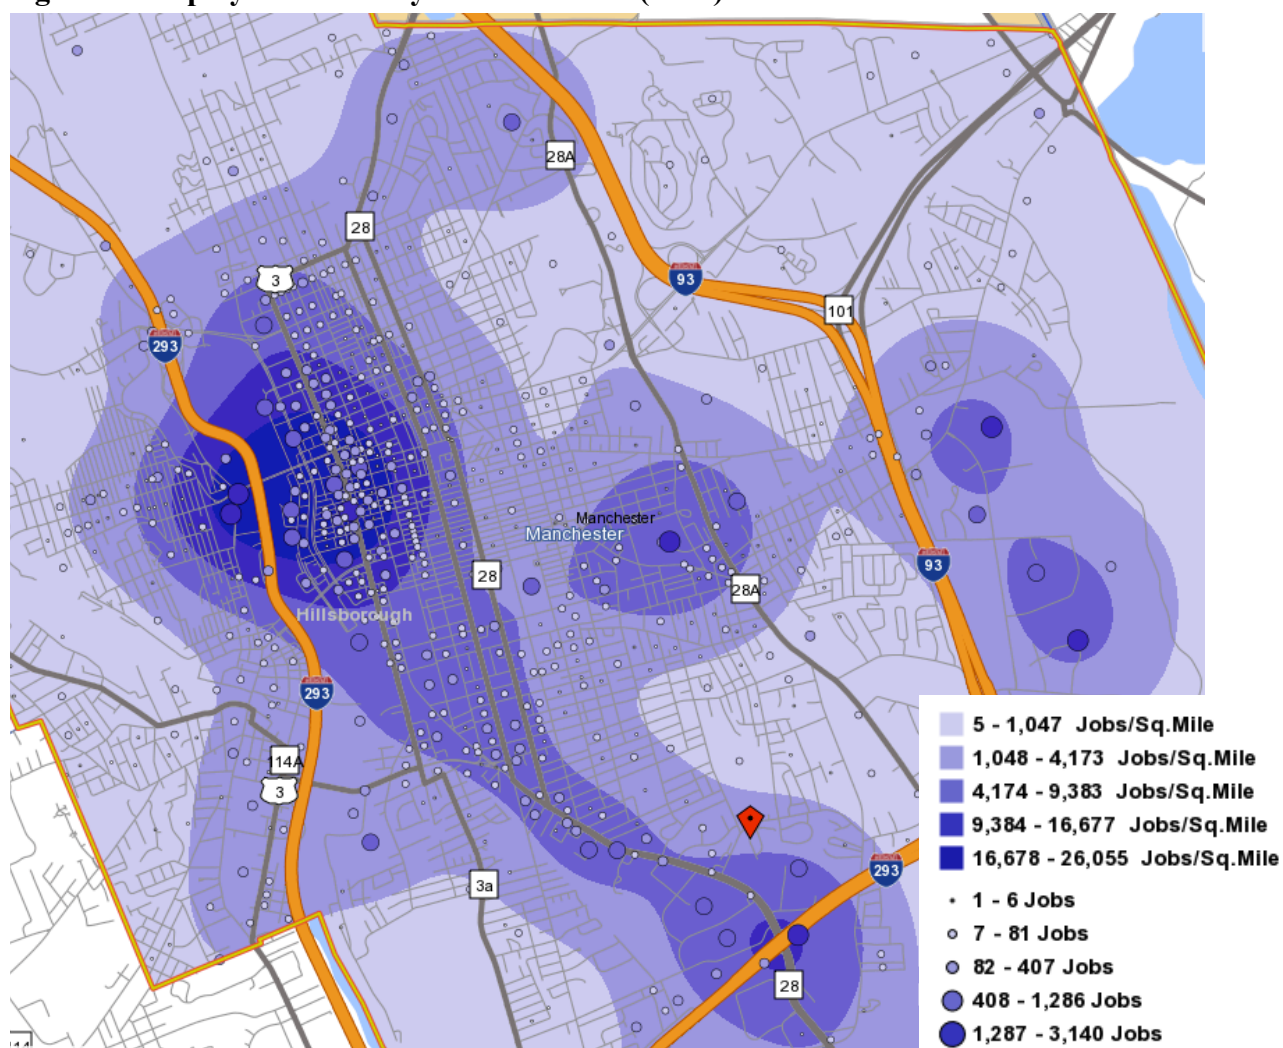 28A
28
3
93
101
293
Manchester
Manchester
28
93
28A
Hillsborough
293
114A
3
3a
293
28
5 - 1,047 Jobs/Sq.Mile
1,048 - 4,173 Jobs/Sq.Mile
4,174 - 9,383 Jobs/Sq.Mile
9,384 - 16,677 Jobs/Sq.Mile
16,678 - 26,055 Jobs/Sq.Mile
1 - 6 Jobs
7 - 81 Jobs
82 - 407 Jobs
408 - 1,286 Jobs
1,287 - 3,140 Jobs